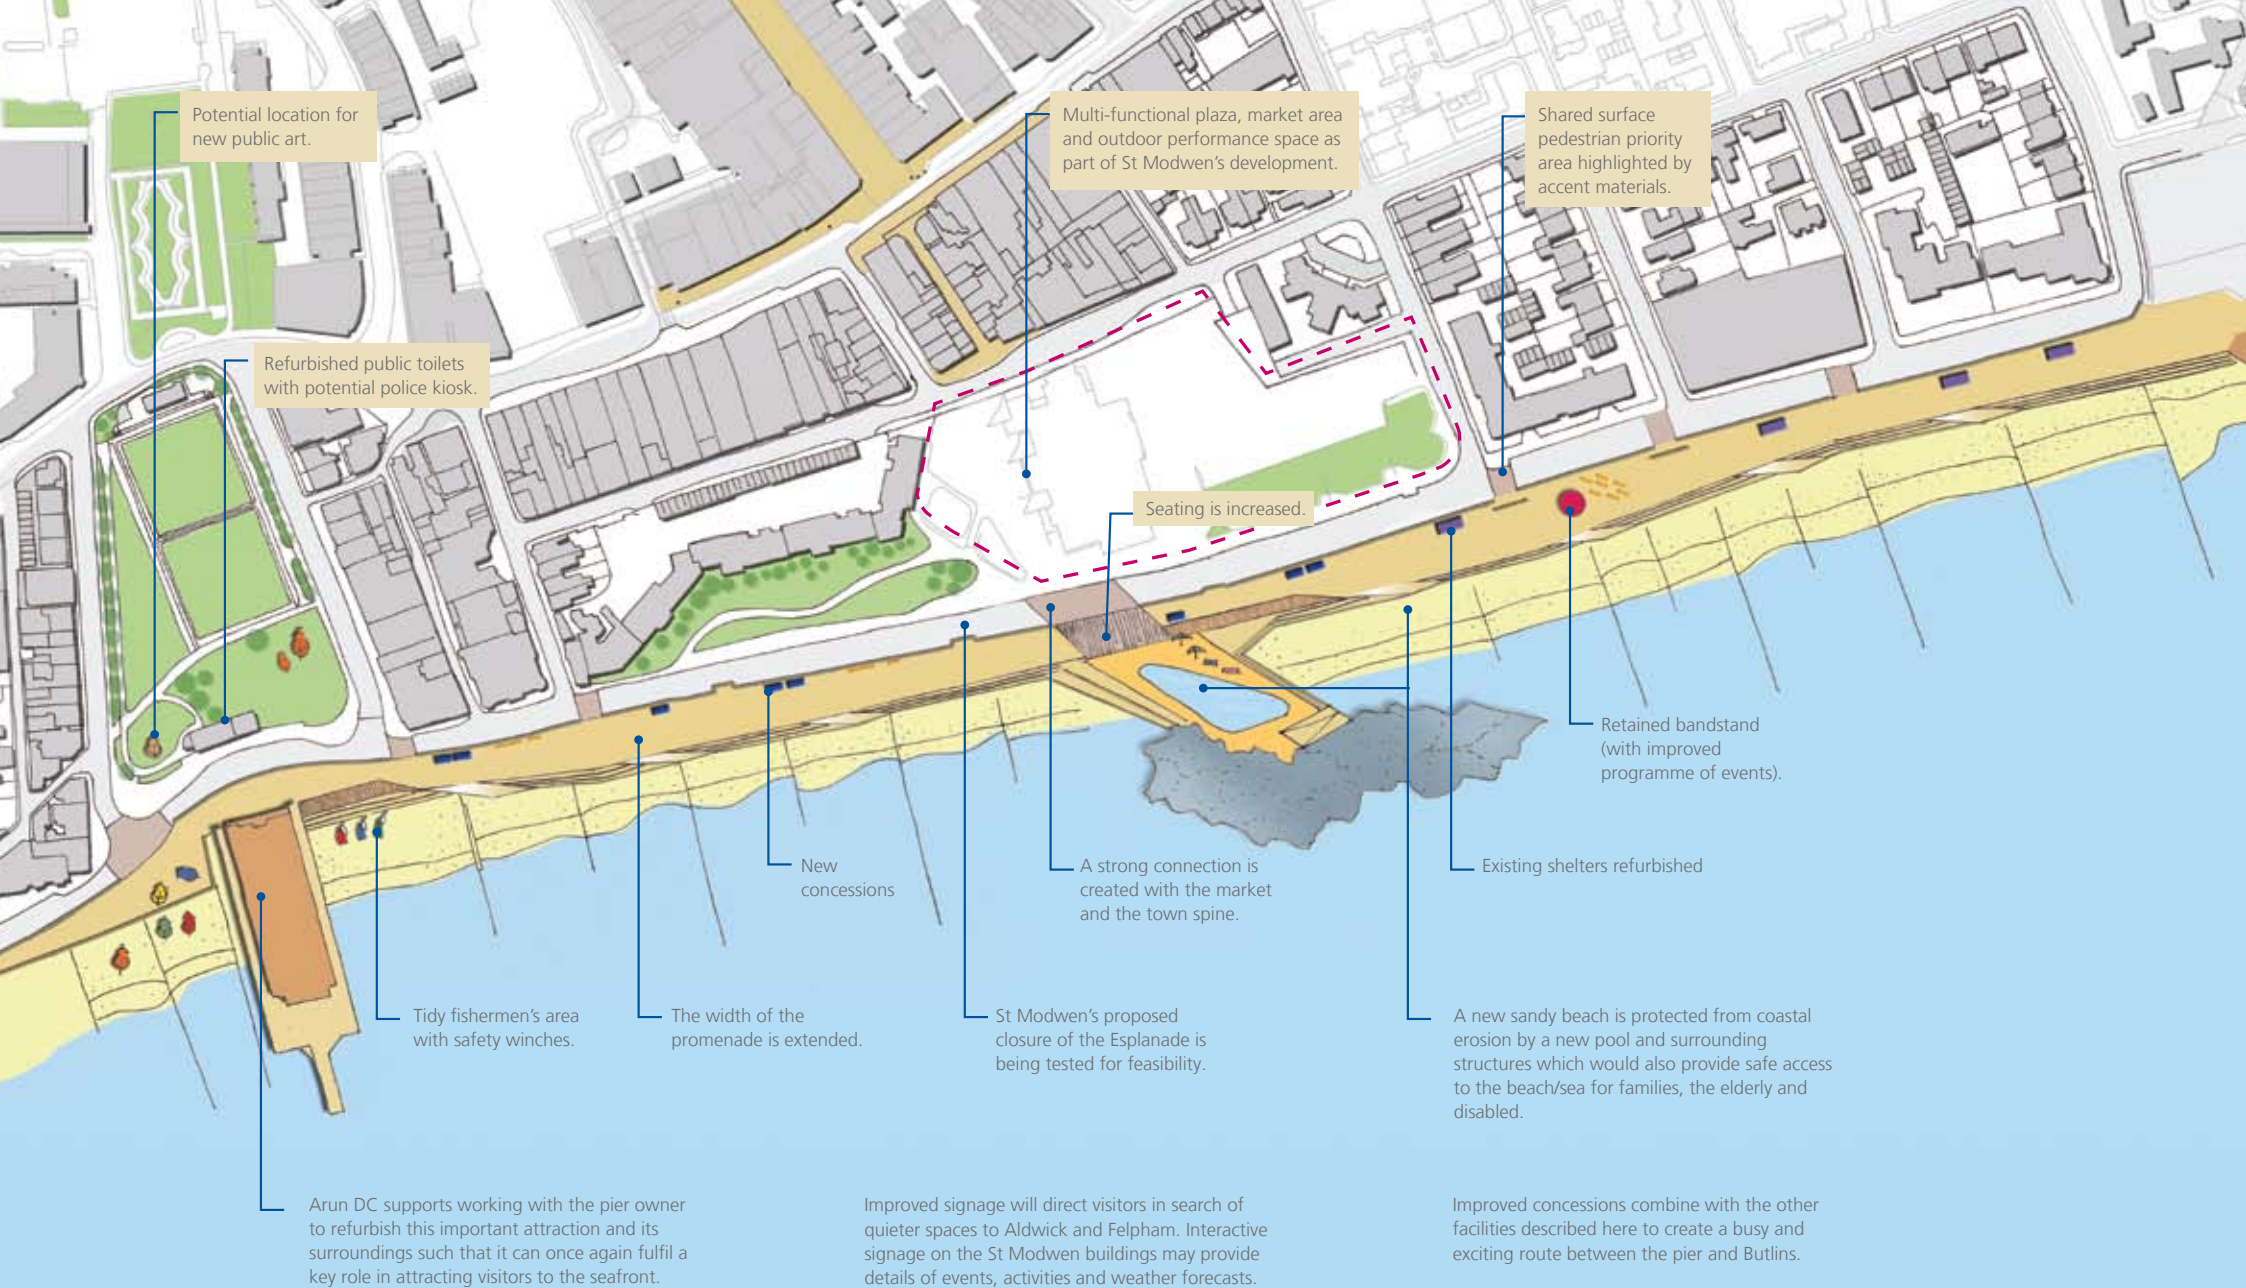 Potential location for
new public art.
Multi-functional plaza, market area
and outdoor performance space as
part of St Modwen's development.
Shared surface
pedestrian priority
area highlighted by
accent materials.
Refurbished public toilets
with potential police kiosk.
Seating is increased.
Retained bandstand
(with improved
programme of events).
New
concessions
A strong connection is
created with the market
and the town spine.
Existing shelters refurbished
Tidy fishermen's area
with safety winches.
The width of the
promenade is extended.
St Modwen's proposed
closure of the Esplanade is
being tested for feasibility.
A new sandy beach is protected from coastal
erosion by a new pool and surrounding
structures which would also provide safe access
to the beach/sea for families, the elderly and
disabled.
Arun DC supports working with the pier owner
to refurbish this important attraction and its
surroundings such that it can once again fulfil a
key role in attracting visitors to the seafront.
Improved signage will direct visitors in search of
quieter spaces to Aldwick and Felpham. Interactive
signage on the St Modwen buildings may provide
details of events, activities and weather forecasts.
Improved concessions combine with the other
facilities described here to create a busy and
exciting route between the pier and Butlins.